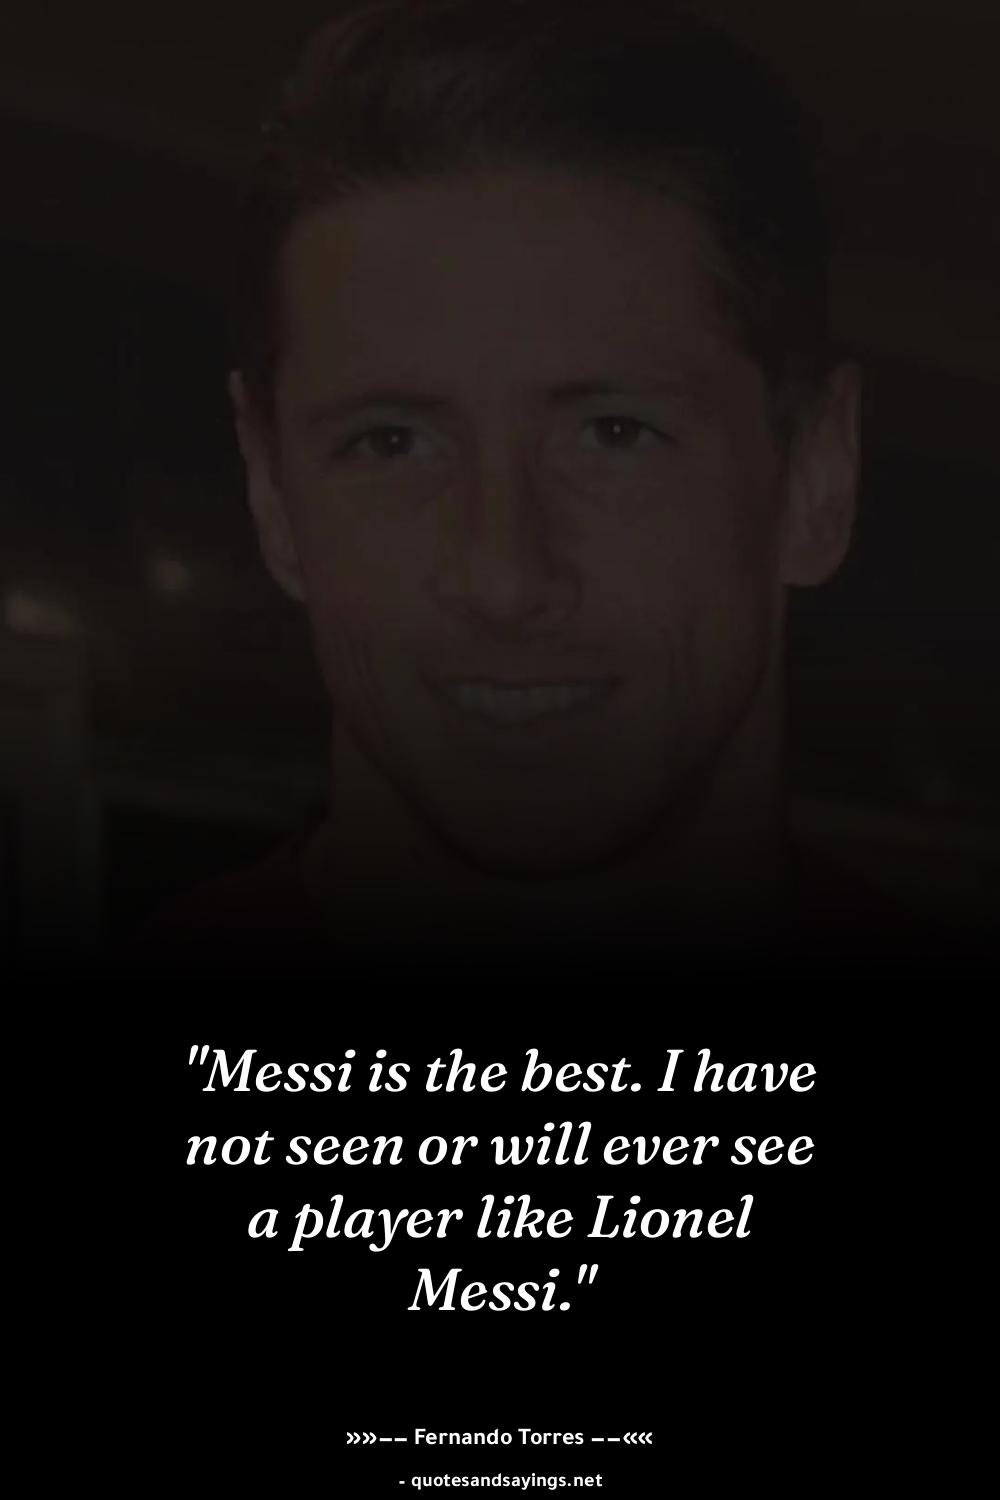 "Messi is the best. I have
not seen or will ever see
a player like Lionel
Messi."
»»−− Fernando Torres −−««
- quotesandsayings.net